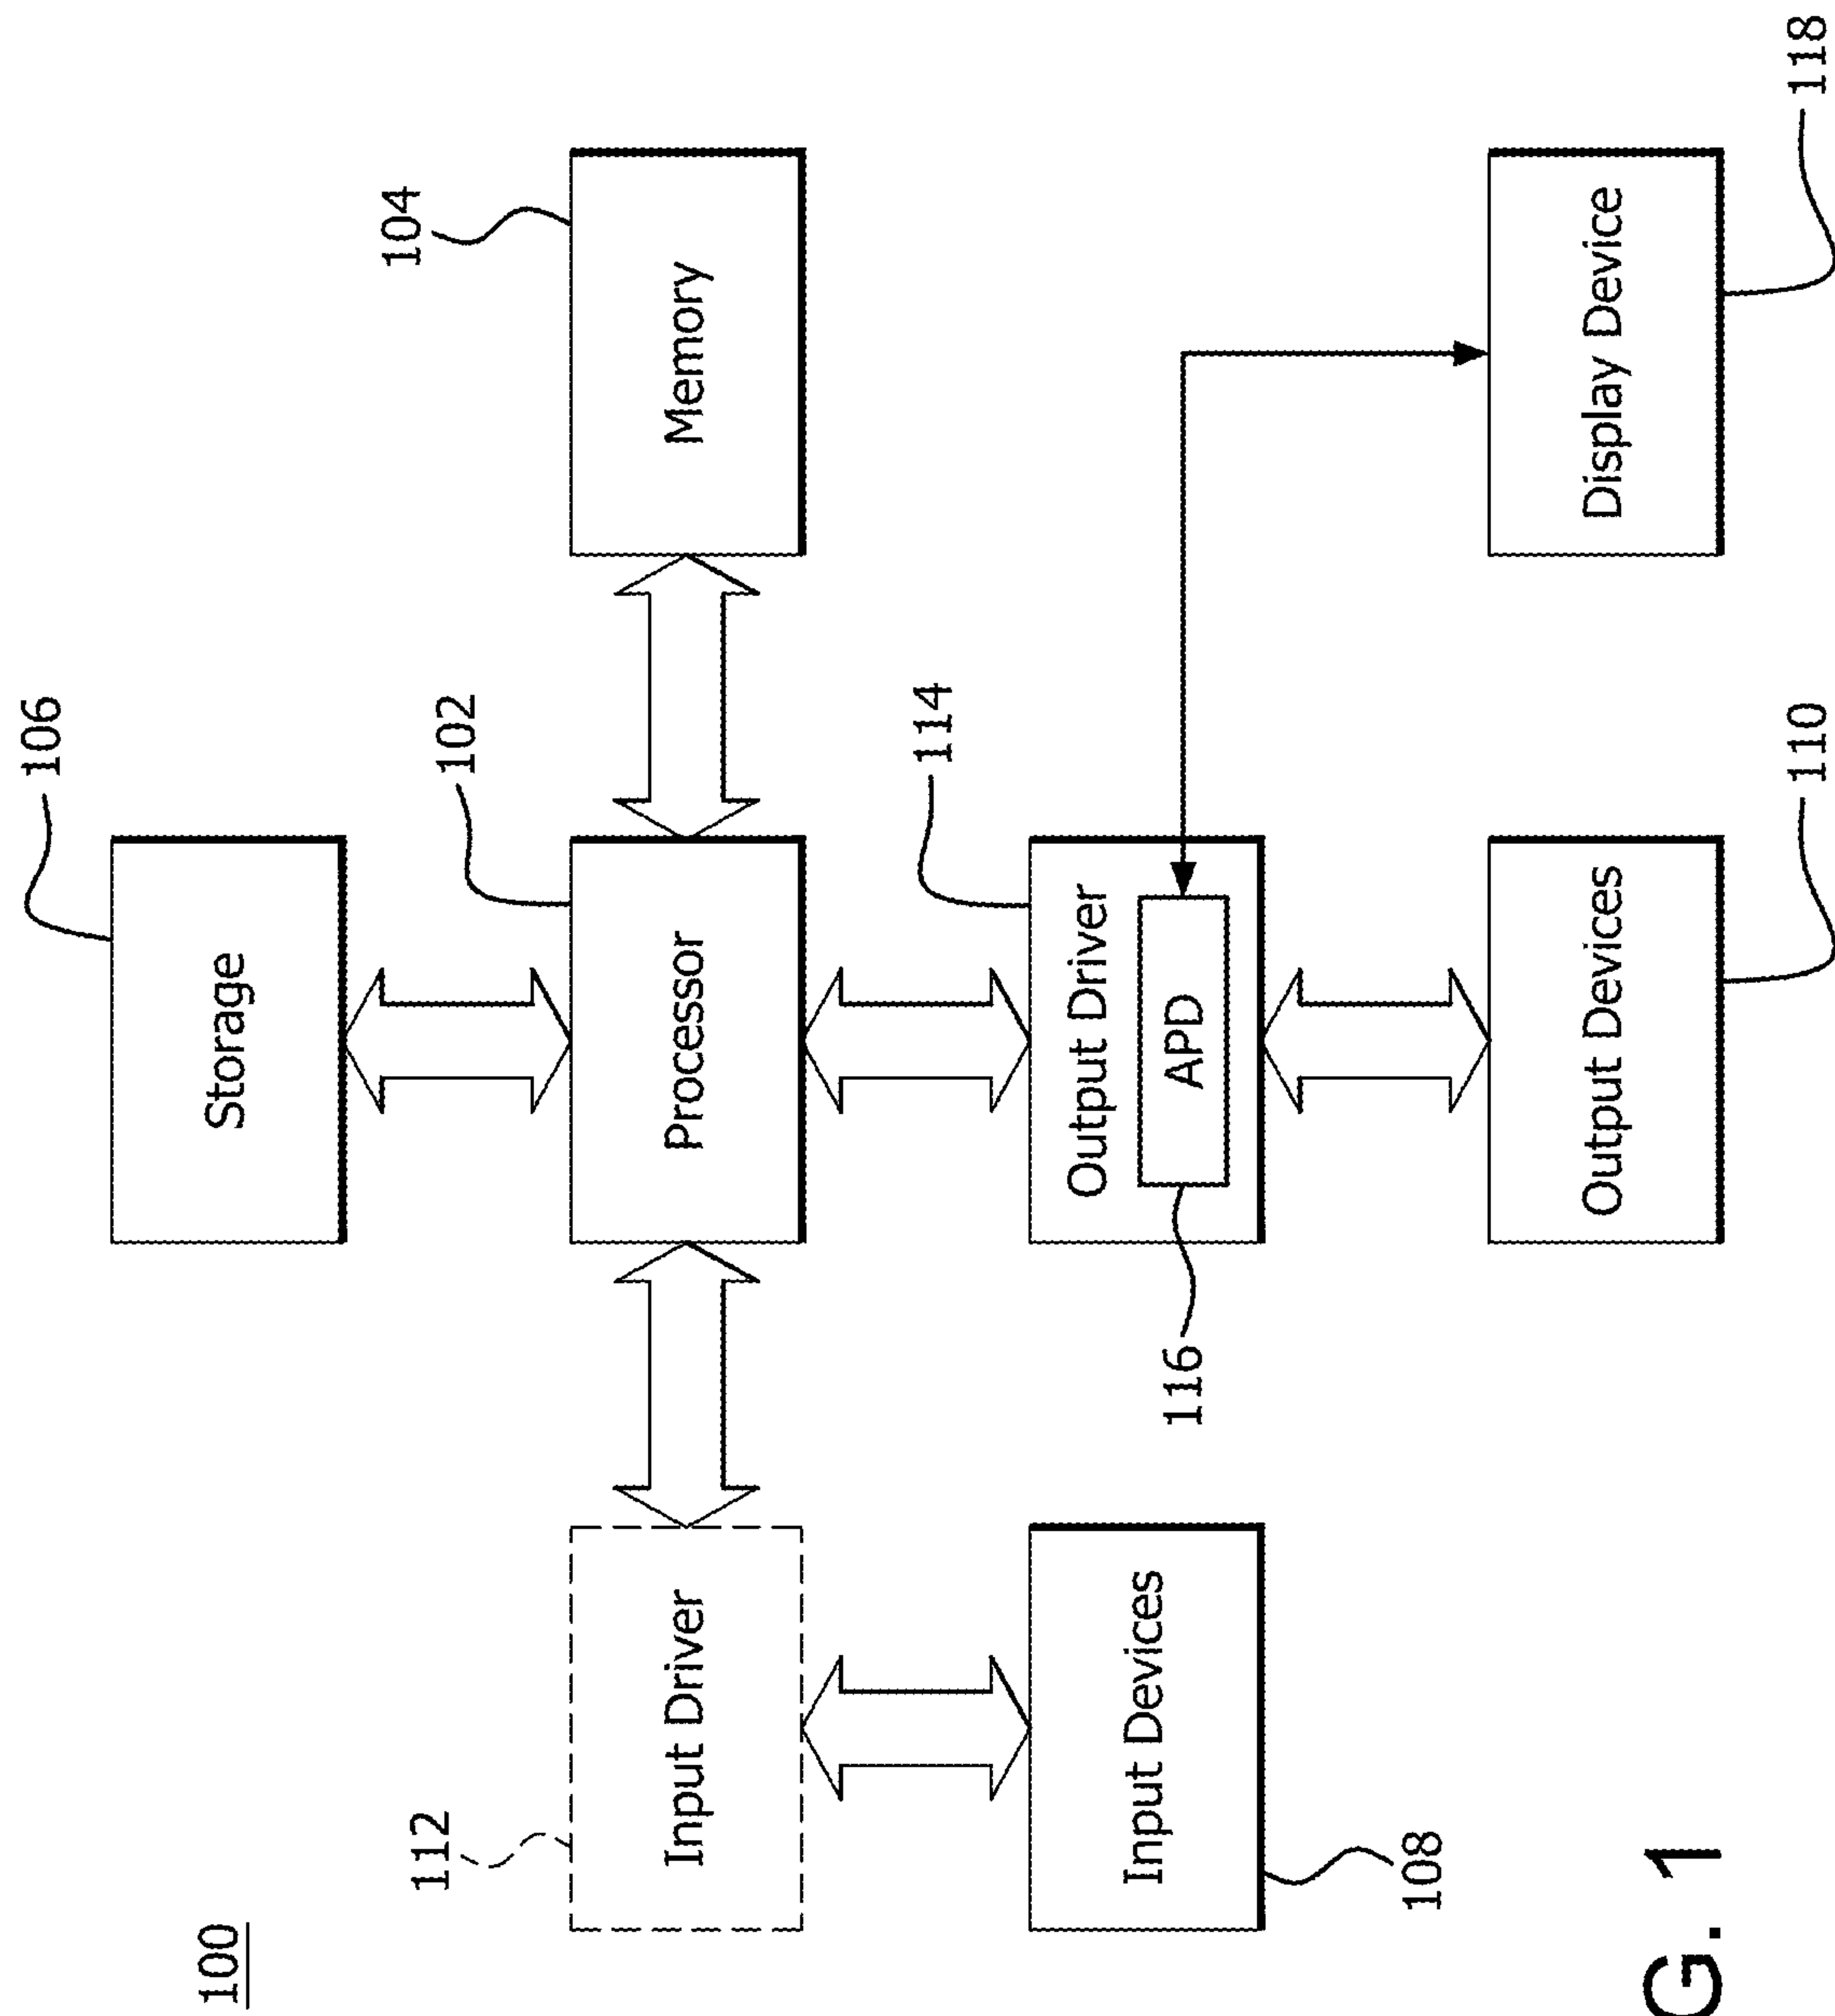 100
106
Storage
112
102
104
Input Driver
Processor
Memory
114
Input Devices
Output Driver
APD
108
116
Output Devices
Display Device
110
118
G. 1